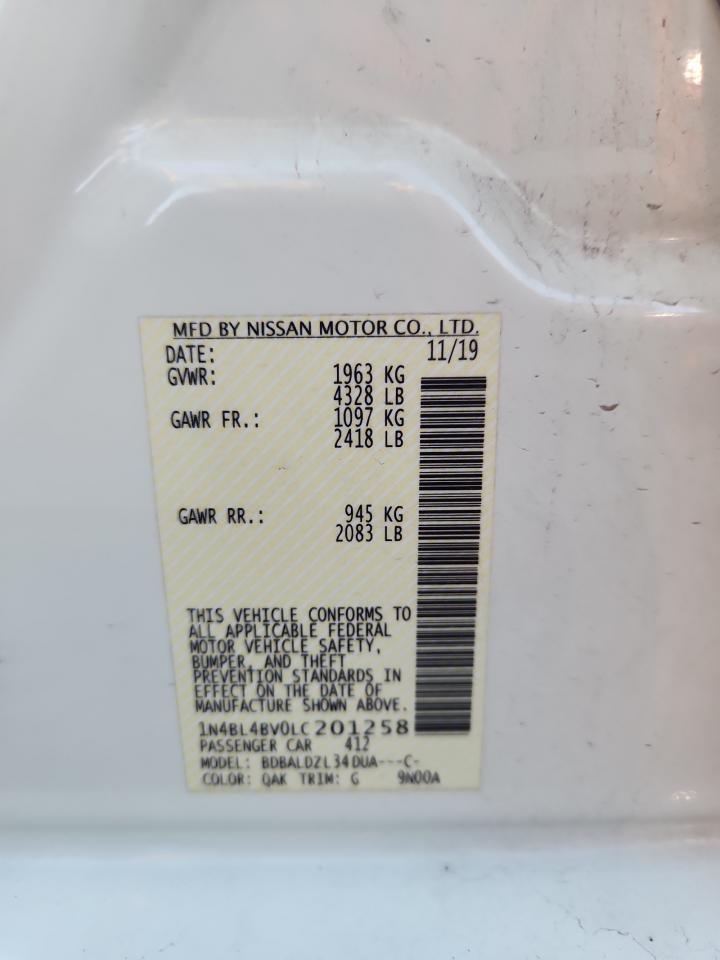 MFD BY NISSAN MOTOR CO., LTD.
DATE: 11/19
GVWR: 1963 KG
4328 LB
GAWR FR.: 1097 KG
2418 LB
GAWR RR.: 945 KG
2083 LB
THIS VEHICLE CONFORMS TO
ALL APPLICABLE FEDERAL
MOTOR VEHICLE SAFETY,
BUMPER, AND THEFT
PREVENTION STANDARDS IN
EFFECT ON THE DATE OF
MANUFACTURE SHOWN ABOVE.
1N4BL4BV0LC201258
PASSENGER CAR 412
MODEL: BDBALDZL34DUA---C-
COLOR: QAK TRIM: G 9N00A